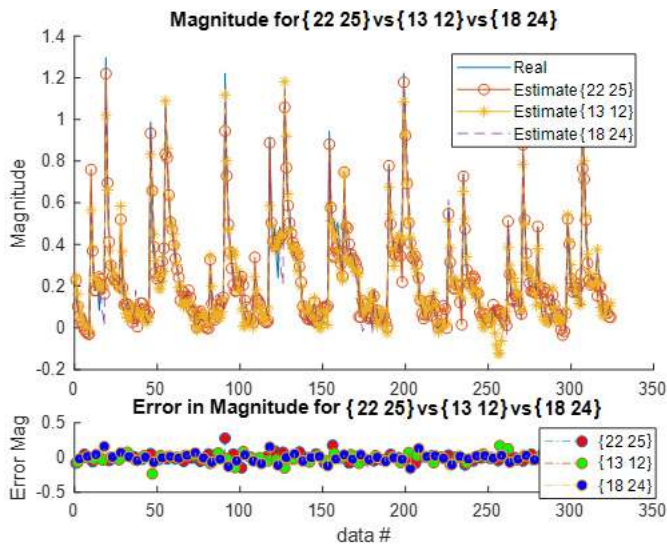 Magnitude for{22 25}vs{13 12}vs{18 24}
1.4
1.2
1
0.8
0.6
0.4
0.2
0
-0.2
Magnitude
Real
Estimate{22 25}
Estimate{13 12}
Estimate{18 24}
0 50 100 150 200 250 300 350
Error in Magnitude for {22 25}vs{13 12}vs{18 24}
0.5
0
-0.5
Error Mag
{22 25}
{13 12}
{18 24}
0 50 100 150 200 250 300 350
data #